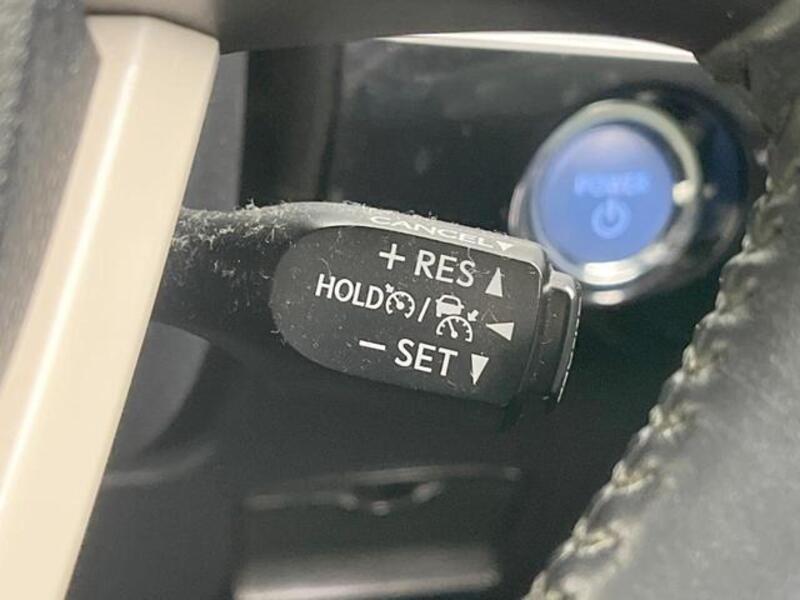 CANCEL
+ RES
HOLD /
- SET
POWER